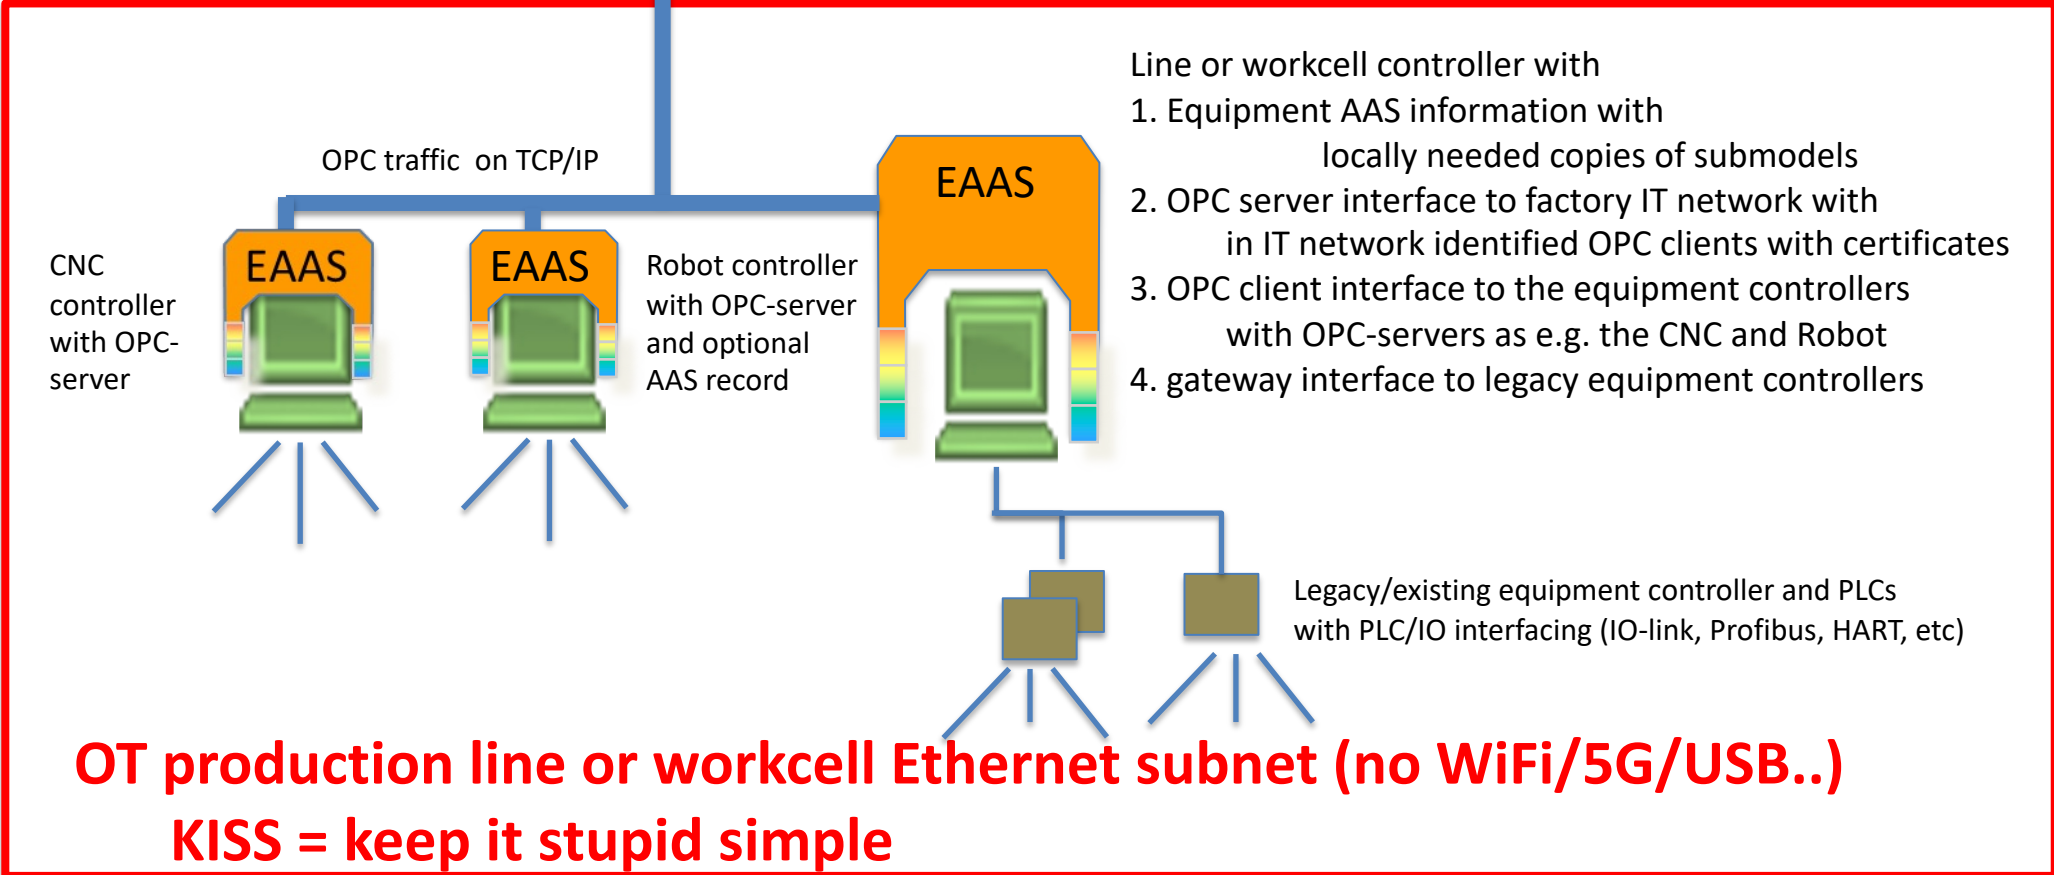 Line or workcell controller with
1. Equipment AAS information with
locally needed copies of submodels
2. OPC server interface to factory IT network with
in IT network identified OPC clients with certificates
3. OPC client interface to the equipment controllers
with OPC-servers as e.g. the CNC and Robot
4. gateway interface to legacy equipment controllers
OPC traffic on TCP/IP
EAAS
EAAS
EAAS
CNC
controller
with OPC-
server
Robot controller
with OPC-server
and optional
AAS record
Legacy/existing equipment controller and PLCs
with PLC/IO interfacing (IO-link, Profibus, HART, etc)
OT production line or workcell Ethernet subnet (no WiFi/5G/USB..)
KISS = keep it stupid simple